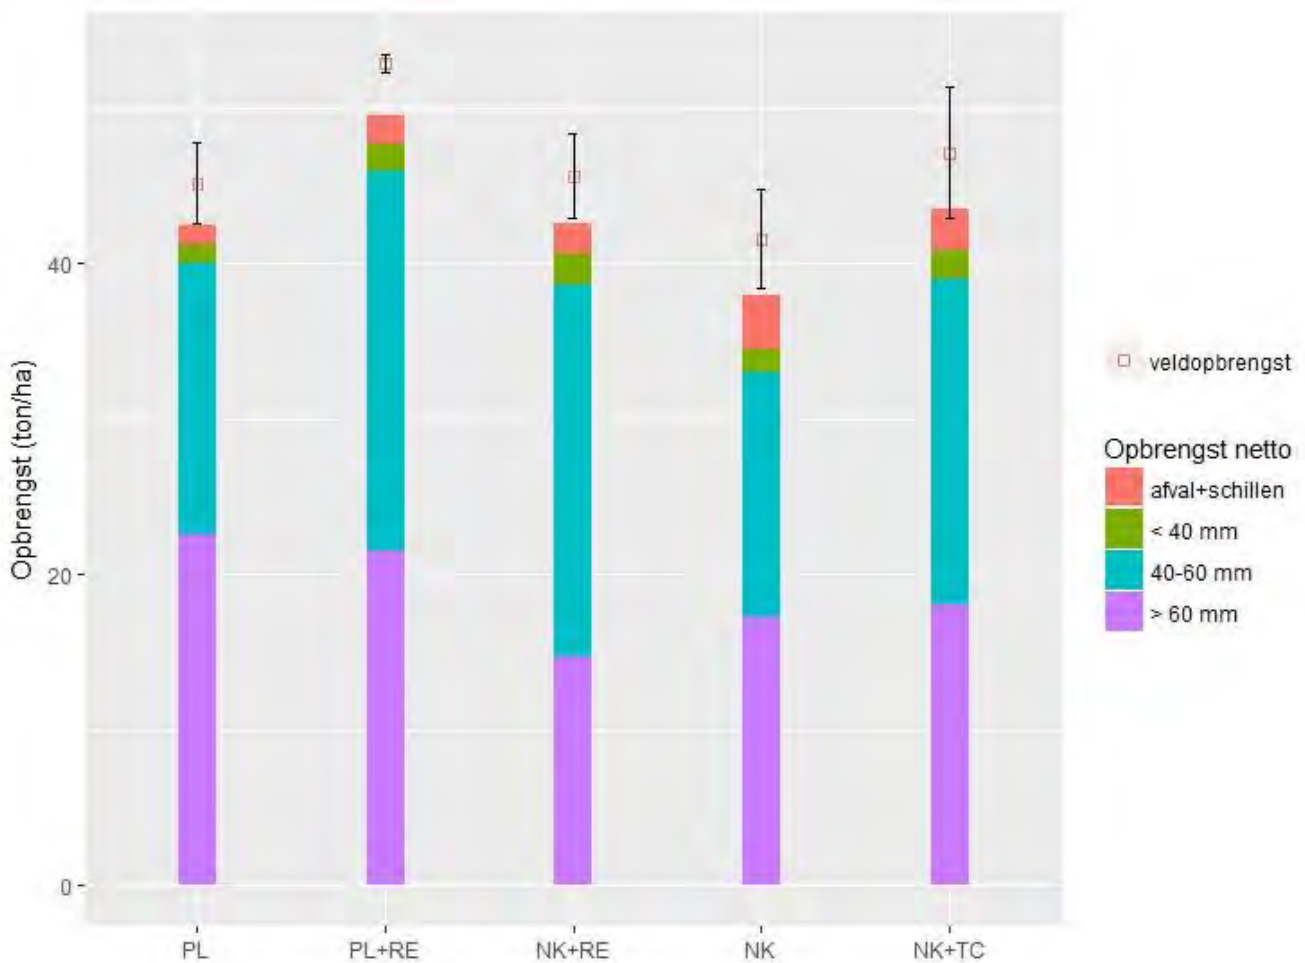 Opbrengst (ton/ha)
40
20
0
PL
PL+RE
NK+RE
NK
NK+TC
veldopbrengst
Opbrengst netto
afval+schillen
< 40 mm
40-60 mm
> 60 mm